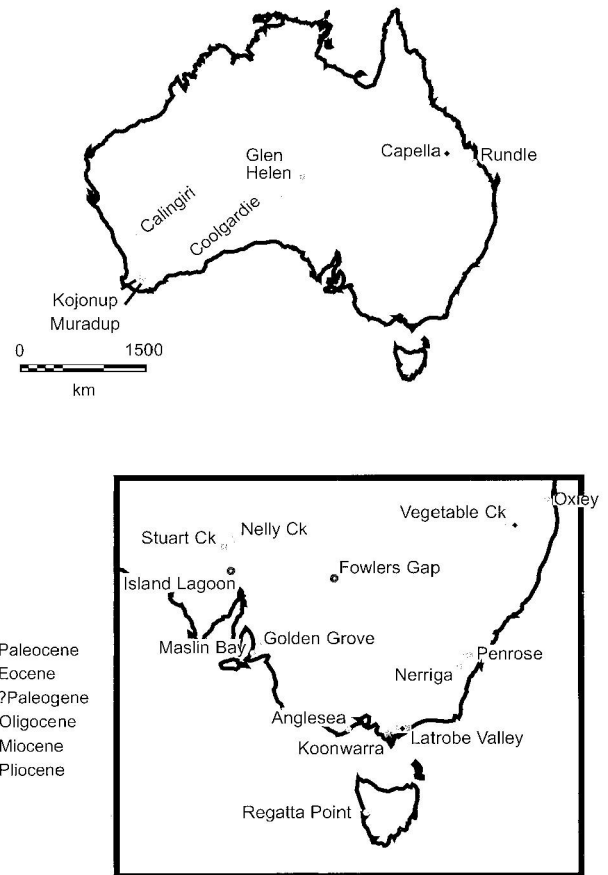 Glen
Helen
Capella
Rundle
Calingiri
Coolgardie
Kojonup
Muradup
0 1500
km
Oxley
Vegetable Ck
Nelly Ck
Stuart Ck
Fowlers Gap
Island Lagoon
Maslin Bay
Golden Grove
Penrose
Nerriga
Anglesea
Latrobe Valley
Koonwarra
Regatta Point
Paleocene
Eocene
?Paleogene
Oligocene
Miocene
Pliocene